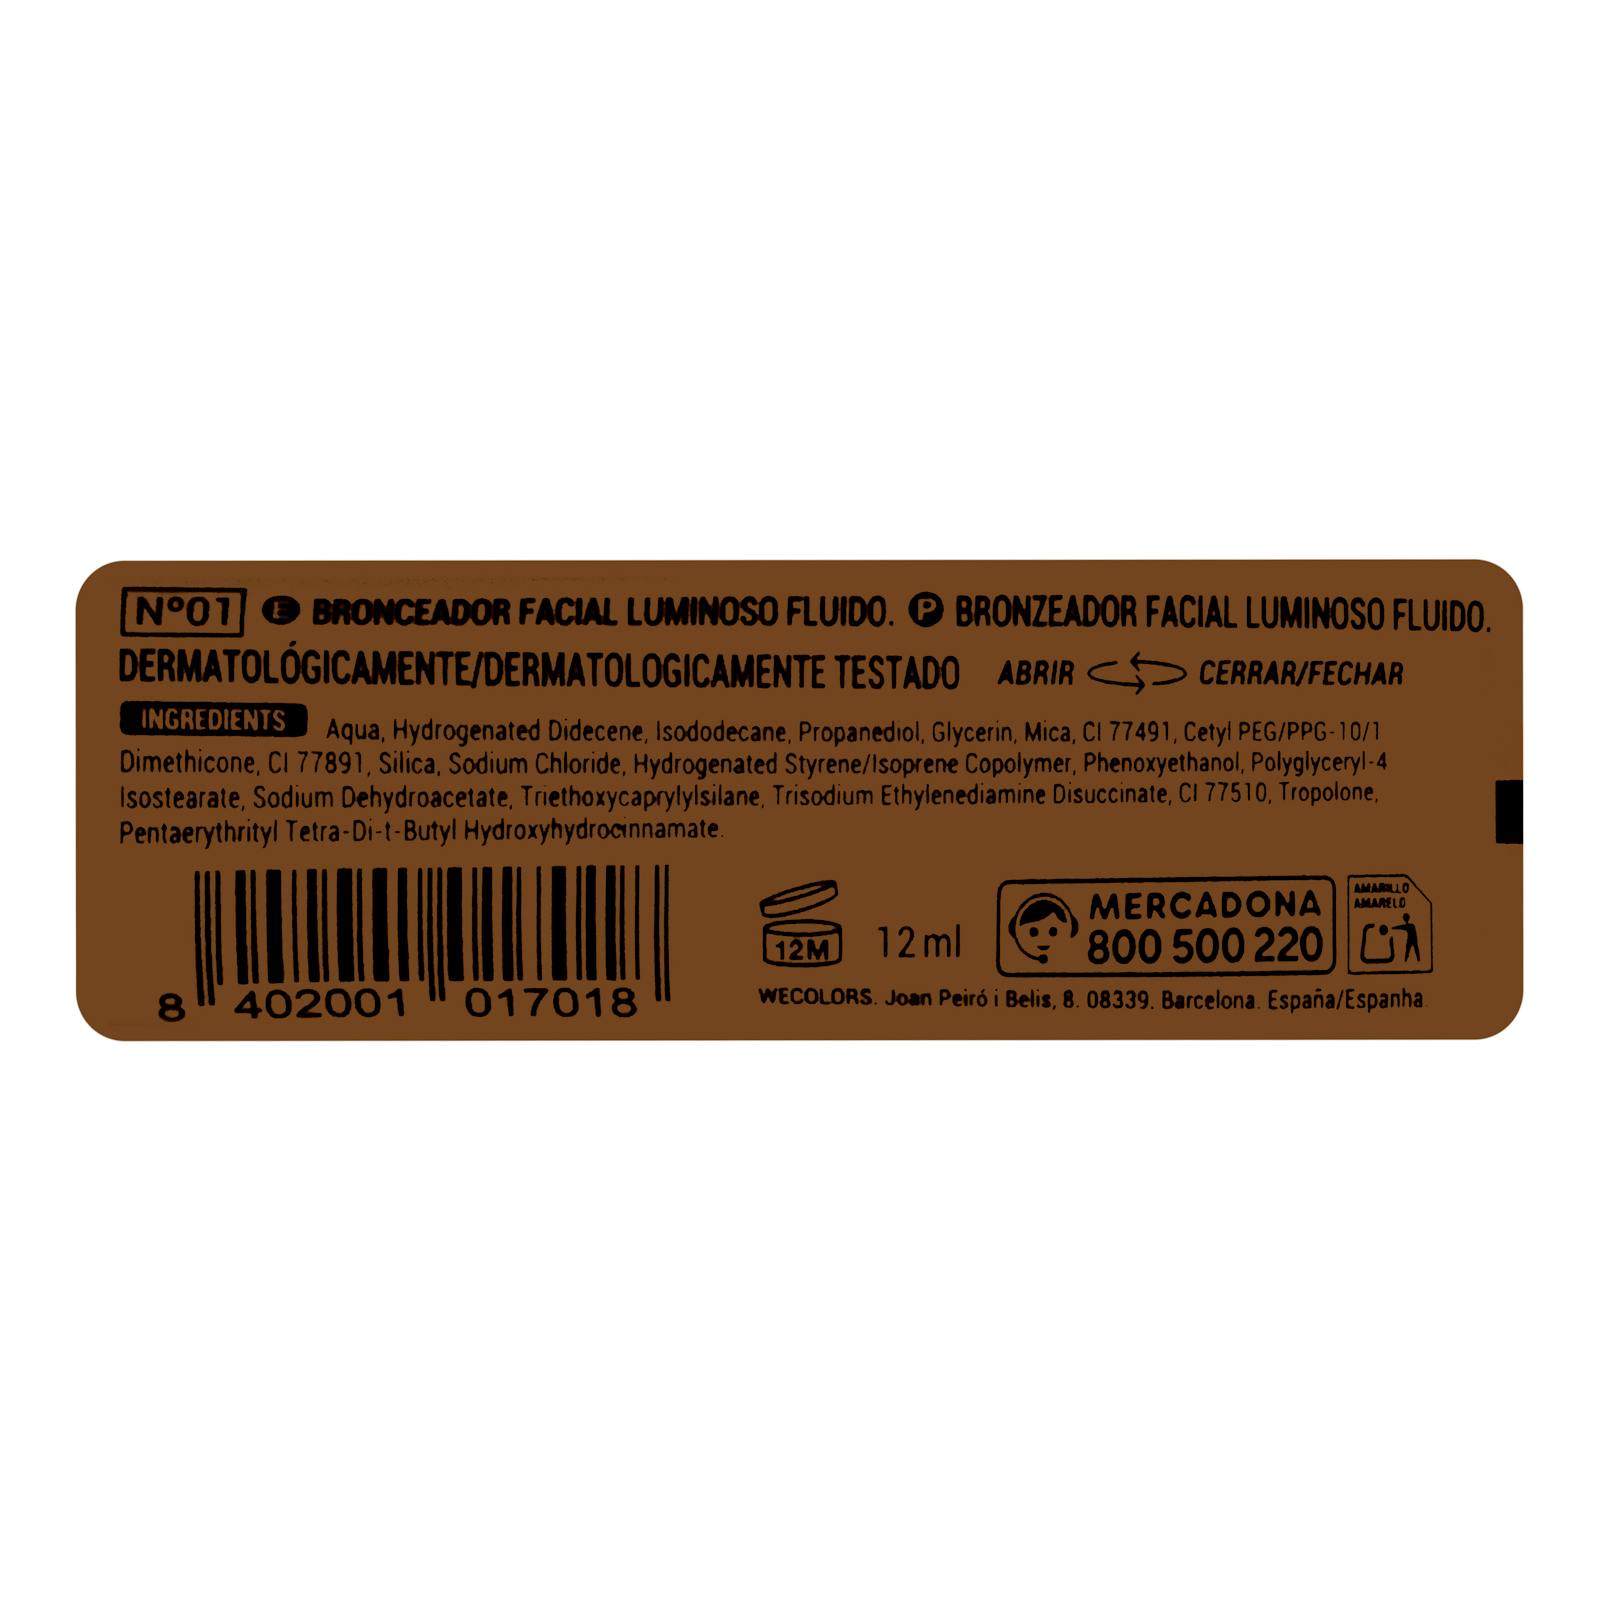 Nº01 E BRONCEADOR FACIAL LUMINOSO FLUIDO. P BRONZEADOR FACIAL LUMINOSO FLUIDO.
DERMATOLÓGICAMENTE/DERMATOLOGICAMENTE TESTADO ABRIR CERRAR/FECHAR
INGREDIENTS Aqua, Hydrogenated Didecene, Isododecane, Propanediol, Glycerin, Mica, CI 77491, Cetyl PEG/PPG-10/1
Dimethicone, CI 77891, Silica, Sodium Chloride, Hydrogenated Styrene/Isoprene Copolymer, Phenoxyethanol, Polyglyceryl-4
Isostearate, Sodium Dehydroacetate, Triethoxycaprylylsilane, Trisodium Ethylenediamine Disuccinate, CI 77510, Tropolone,
Pentaerythrityl Tetra-Di-t-Butyl Hydroxyhydrocinnamate.
8 402001 017018
12M
12ml
MERCADONA
800 500 220
AMARILLO
AMARELO
WECOLORS. Joan Peiró i Belis, 8. 08339. Barcelona. España/Espanha